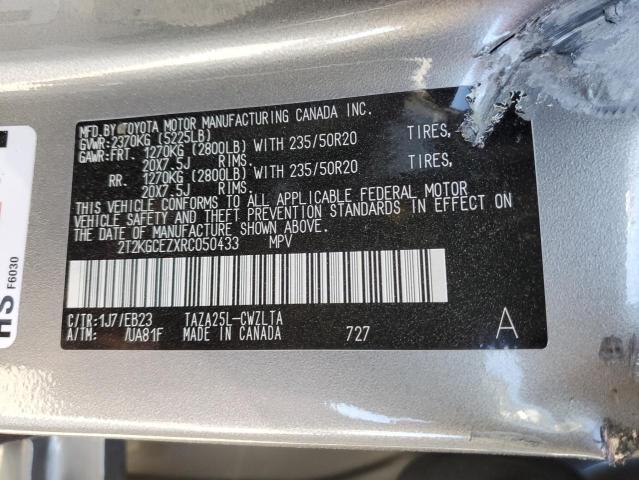 MFD.BY TOYOTA MOTOR MANUFACTURING CANADA INC.
GVWR:2370KG (5225LB)
GAWR:FRT. 1270KG (2800LB) WITH 235/50R20 TIRES,
20X7.5J RIMS.
RR. 1270KG (2800LB) WITH 235/50R20 TIRES,
20X7.5J RIMS.
THIS VEHICLE CONFORMS TO ALL APPLICABLE FEDERAL MOTOR
VEHICLE SAFETY AND THEFT PREVENTION STANDARDS IN EFFECT ON
THE DATE OF MANUFACTURE SHOWN ABOVE.
2T2KGCEZXRC050433 MPV
C/TR:1J7/EB23 TAZA25L-CWZLTA
A/TM: /UA81F MADE IN CANADA 727 A
HS F6030